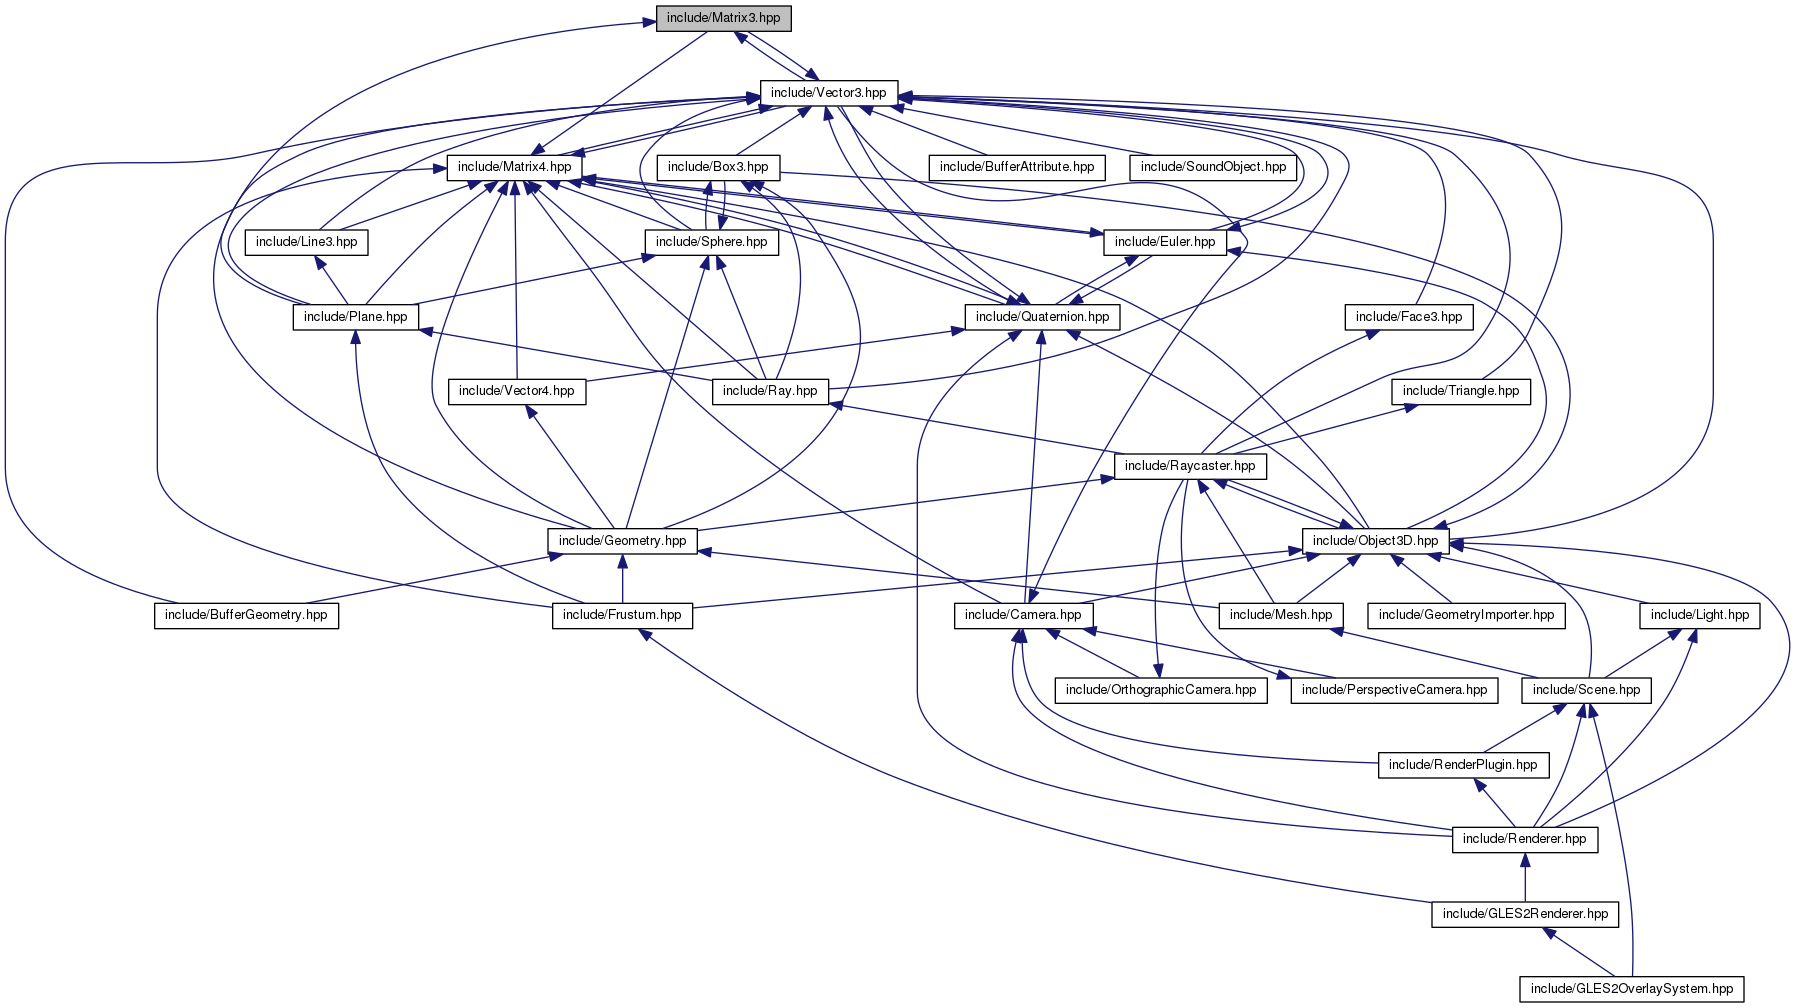 include/Matrix3.hpp
include/Vector3.hpp
include/Matrix4.hpp
include/Box3.hpp
include/BufferAttribute.hpp
include/SoundObject.hpp
include/Line3.hpp
include/Sphere.hpp
include/Euler.hpp
include/Plane.hpp
include/Quaternion.hpp
include/Face3.hpp
include/Vector4.hpp
include/Ray.hpp
include/Triangle.hpp
include/Raycaster.hpp
include/Geometry.hpp
include/Object3D.hpp
include/BufferGeometry.hpp
include/Frustum.hpp
include/Camera.hpp
include/Mesh.hpp
include/GeometryImporter.hpp
include/Light.hpp
include/OrthographicCamera.hpp
include/PerspectiveCamera.hpp
include/Scene.hpp
include/RenderPlugin.hpp
include/Renderer.hpp
include/GLES2Renderer.hpp
include/GLES2OverlaySystem.hpp